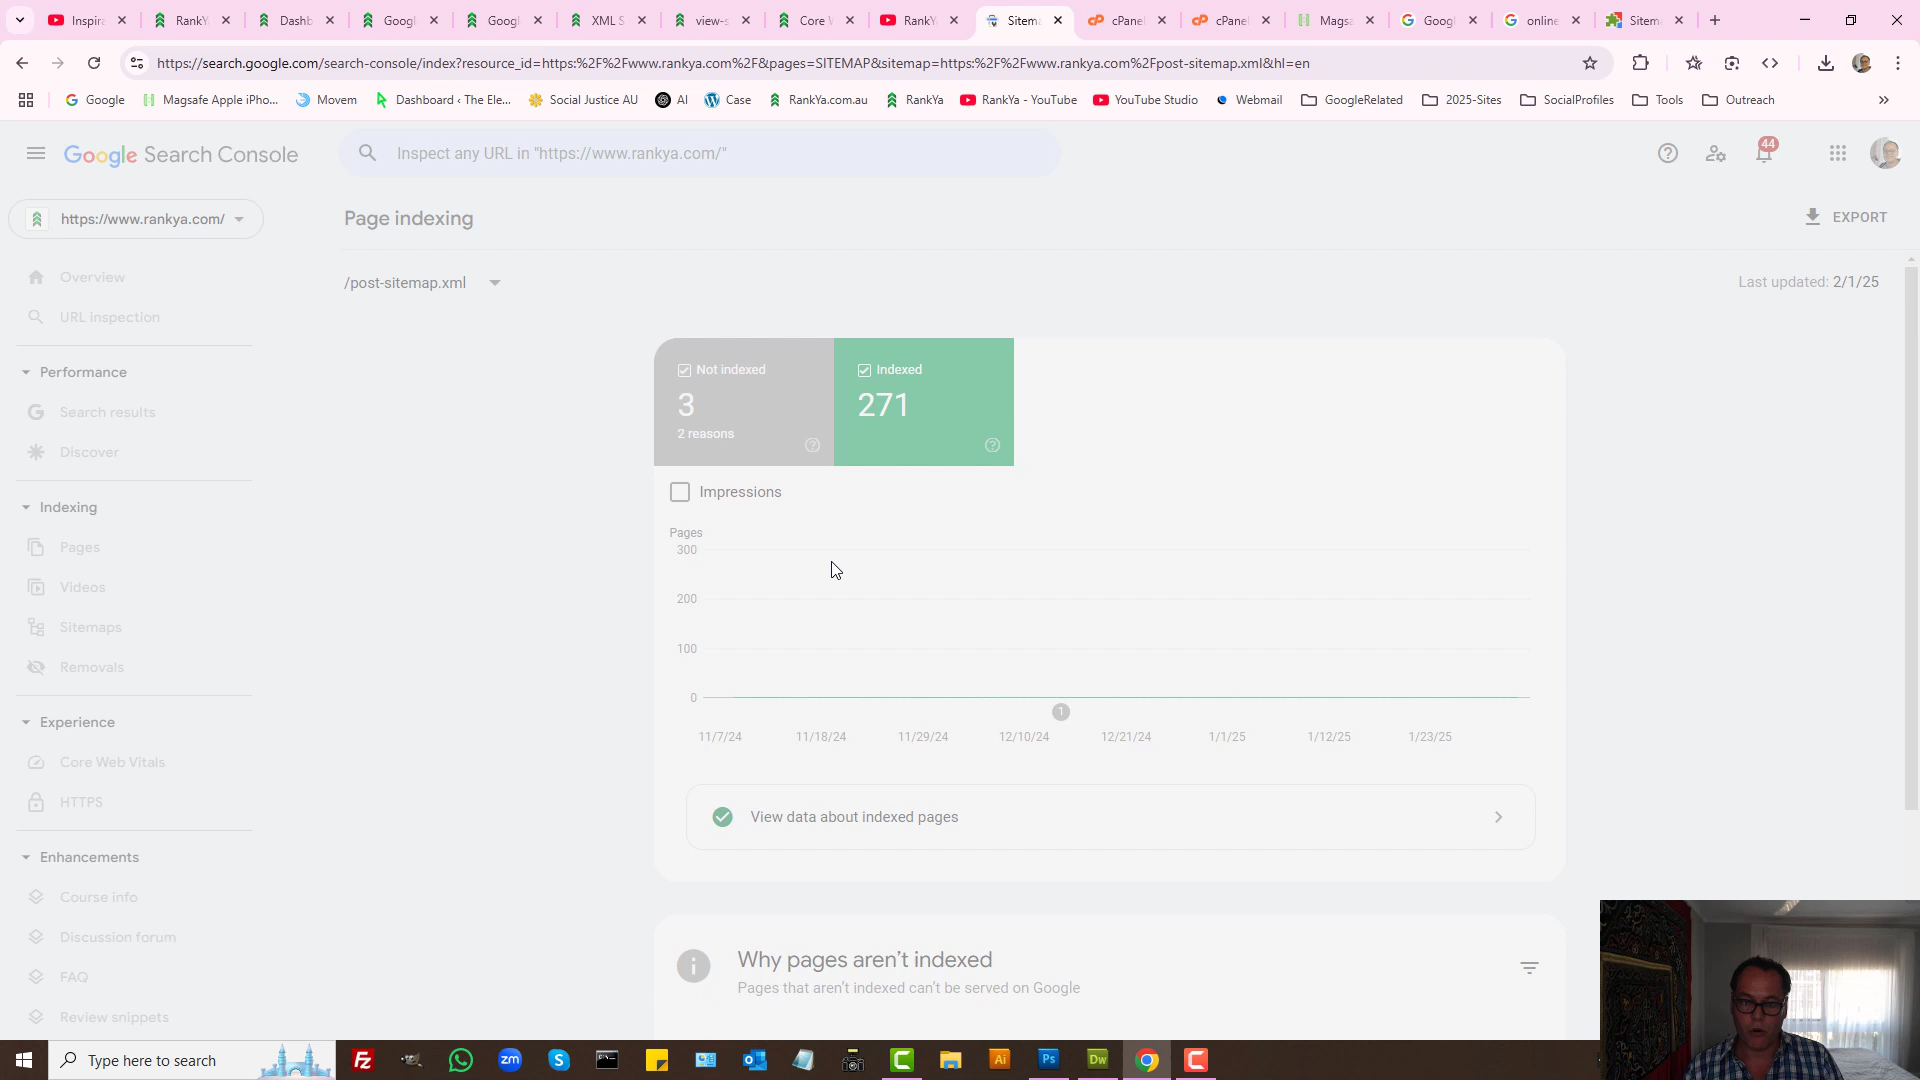 Inspira
RankY
Dashb
Googl
Googl
XML S
view-s
Core
RankY
Sitema
cPanel
cPanel
Magsa
Googl
online
Sitem
https://search.google.com/search-console/index?resource_id=https:%2F%2Fwww.rankya.com%2F&pages=SITEMAP&sitemap=https:%2F%2Fwww.rankya.com%2Fpost-sitemap.xml&hl=en
Google
Magsafe Apple iPho...
Movem
Dashboard ‹ The Ele...
Social Justice AU
AI
Case
RankYa.com.au
RankYa
RankYa - YouTube
YouTube Studio
Webmail
GoogleRelated
2025-Sites
SocialProfiles
Tools
Outreach
Google Search Console
Inspect any URL in "https://www.rankya.com/"
44
https://www.rankya.com/
Page indexing
EXPORT
/post-sitemap.xml
Last updated: 2/1/25
Overview
URL inspection
Performance
Search results
Discover
Indexing
Pages
Videos
Sitemaps
Removals
Experience
Core Web Vitals
HTTPS
Enhancements
Course info
Discussion forum
FAQ
Review snippets
Not indexed
3
2 reasons
Indexed
271
Impressions
Pages
300
200
100
0
1
11/7/24
11/18/24
11/29/24
12/10/24
12/21/24
1/1/25
1/12/25
1/23/25
View data about indexed pages
Why pages aren't indexed
Pages that aren't indexed can't be served on Google
Type here to search
Fz
zm
S
Ai
Ps
Dw